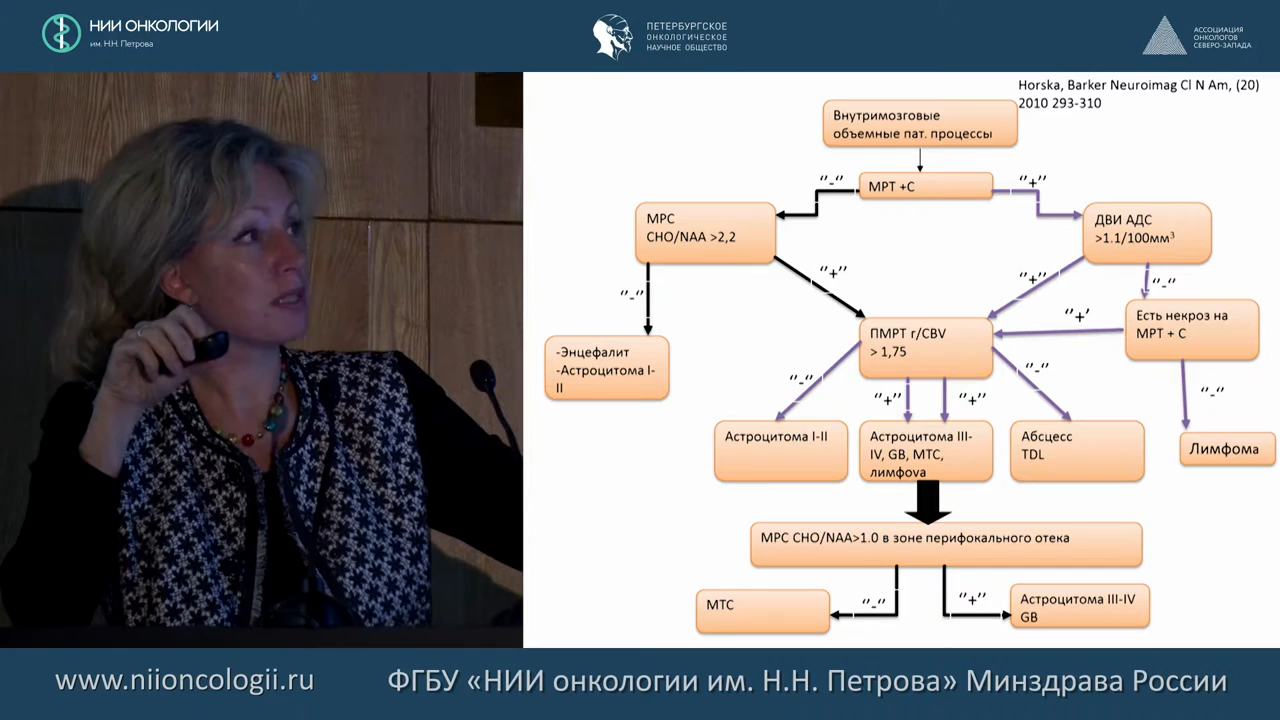 НИИ ОНКОЛОГИИ
им. Н.Н. Петрова
ПЕТЕРБУРГСКОЕ
ОНКОЛОГИЧЕСКОЕ
НАУЧНОЕ ОБЩЕСТВО
АССОЦИАЦИЯ
ОНКОЛОГОВ
СЕВЕРО-ЗАПАДА
Horska, Barker Neuroimag Cl N Am, (20)
2010 293-310
Внутримозговые
объемные пат. процессы
МРТ +С
“-“
“+“
МРС
CHO/NAA >2,2
ДВИ АДС
>1.1/100мм³
“-“
“+“
“+“
“-“
-Энцефалит
-Астроцитома I-
II
ПМРТ г/CBV
> 1,75
“+‘
Есть некроз на
МРТ + С
“-“
“+“
“+“
“-“
“-“
Астроцитома I-II
Астроцитома III-
IV, GB, МТС,
лимфоvа
Абсцесс
TDL
Лимфома
МРС CHO/NAA>1.0 в зоне перифокального отека
“-“
“+“
МТС
Астроцитома III-IV
GB
www.niioncologii.ru
ФГБУ «НИИ онкологии им. Н.Н. Петрова» Минздрава России